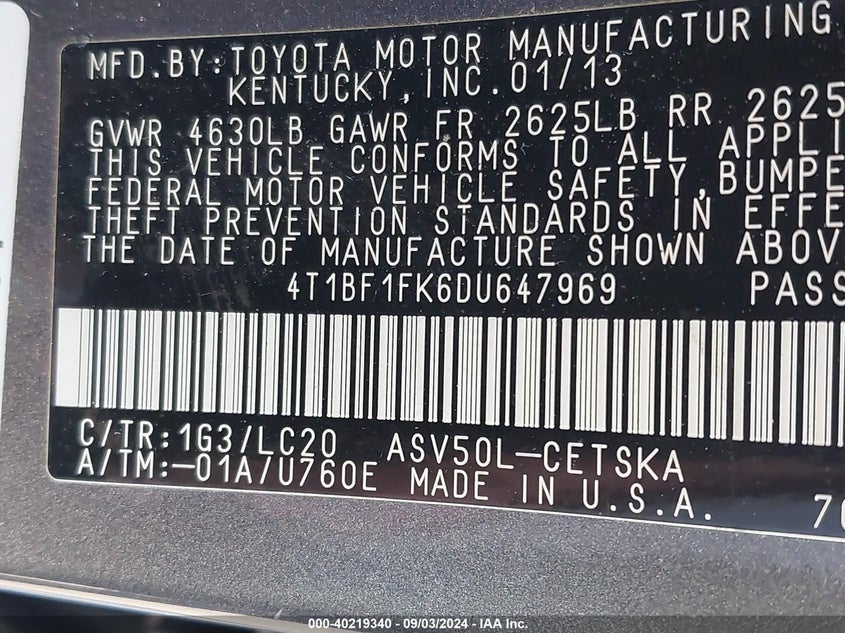 MFD.BY:TOYOTA MOTOR MANUFACTURING
KENTUCKY,INC.01/13
GVWR 4630LB GAWR FR 2625LB RR 2625
THIS VEHICLE CONFORMS TO ALL APPLI
FEDERAL MOTOR VEHICLE SAFETY,BUMPE
THEFT PREVENTION STANDARDS IN EFFE
THE DATE OF MANUFACTURE SHOWN ABOV
4T1BF1FK6DU647969 PASS
C/TR:1G3/LC20 ASV50L-CETSKA
A/TM:-01A/U760E MADE IN U.S.A.
000-40219340 - 09/03/2024 - IAA Inc.